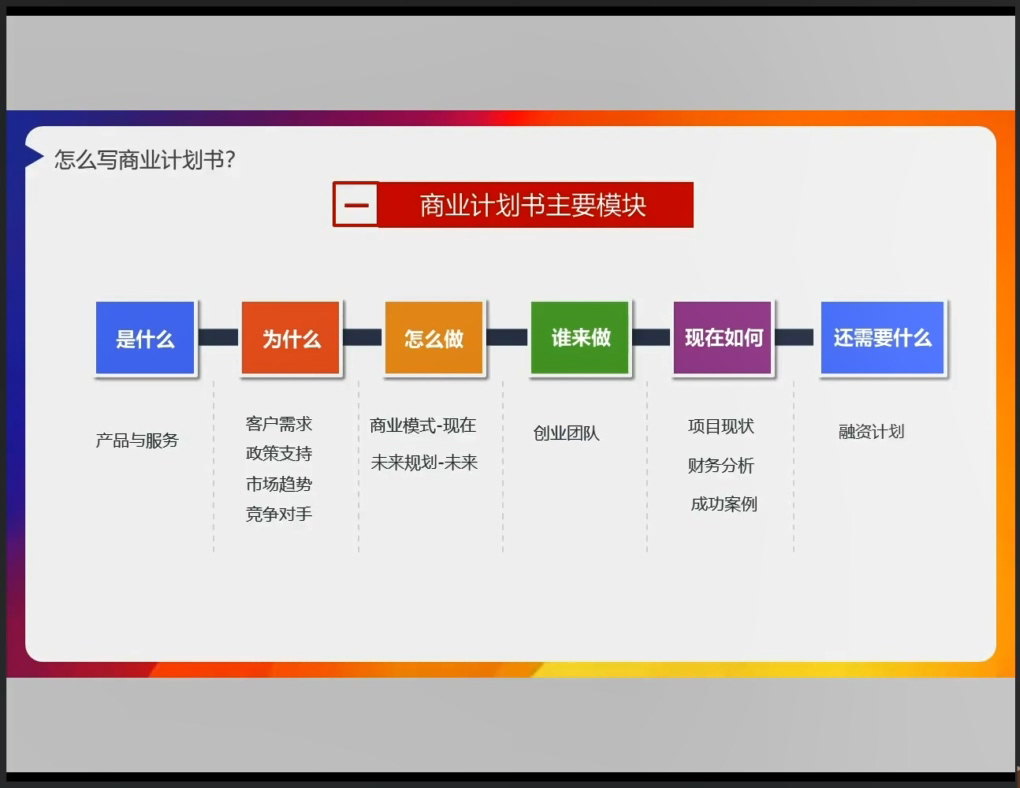 怎么写商业计划书?
一 商业计划书主要模块
是什么
为什么
怎么做
谁来做
现在如何
还需要什么
产品与服务
客户需求
政策支持
市场趋势
竞争对手
商业模式-现在
未来规划-未来
创业团队
项目现状
财务分析
成功案例
融资计划